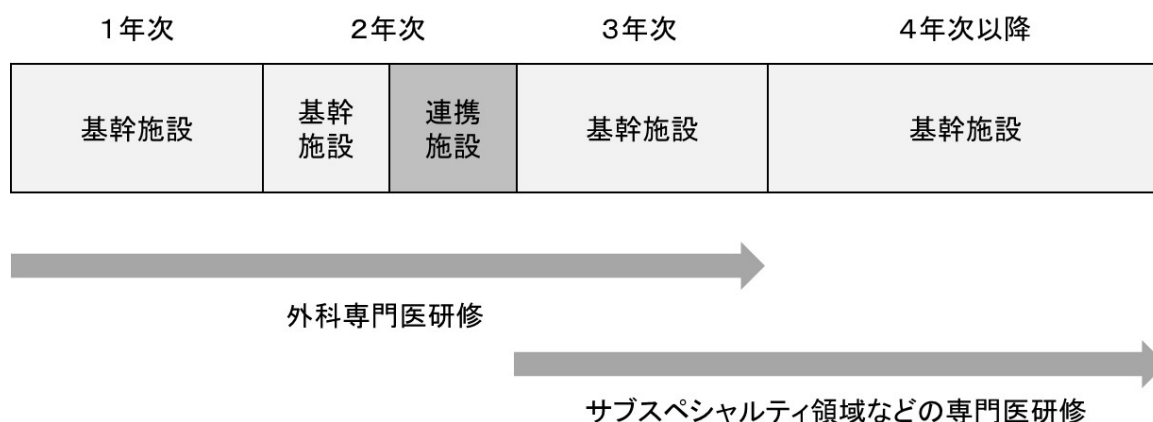 1年次
2年次
3年次
4年次以降
基幹施設
基幹
施設
連携
施設
基幹施設
基幹施設
外科専門医研修
サブスペシャルティ領域などの専門医研修